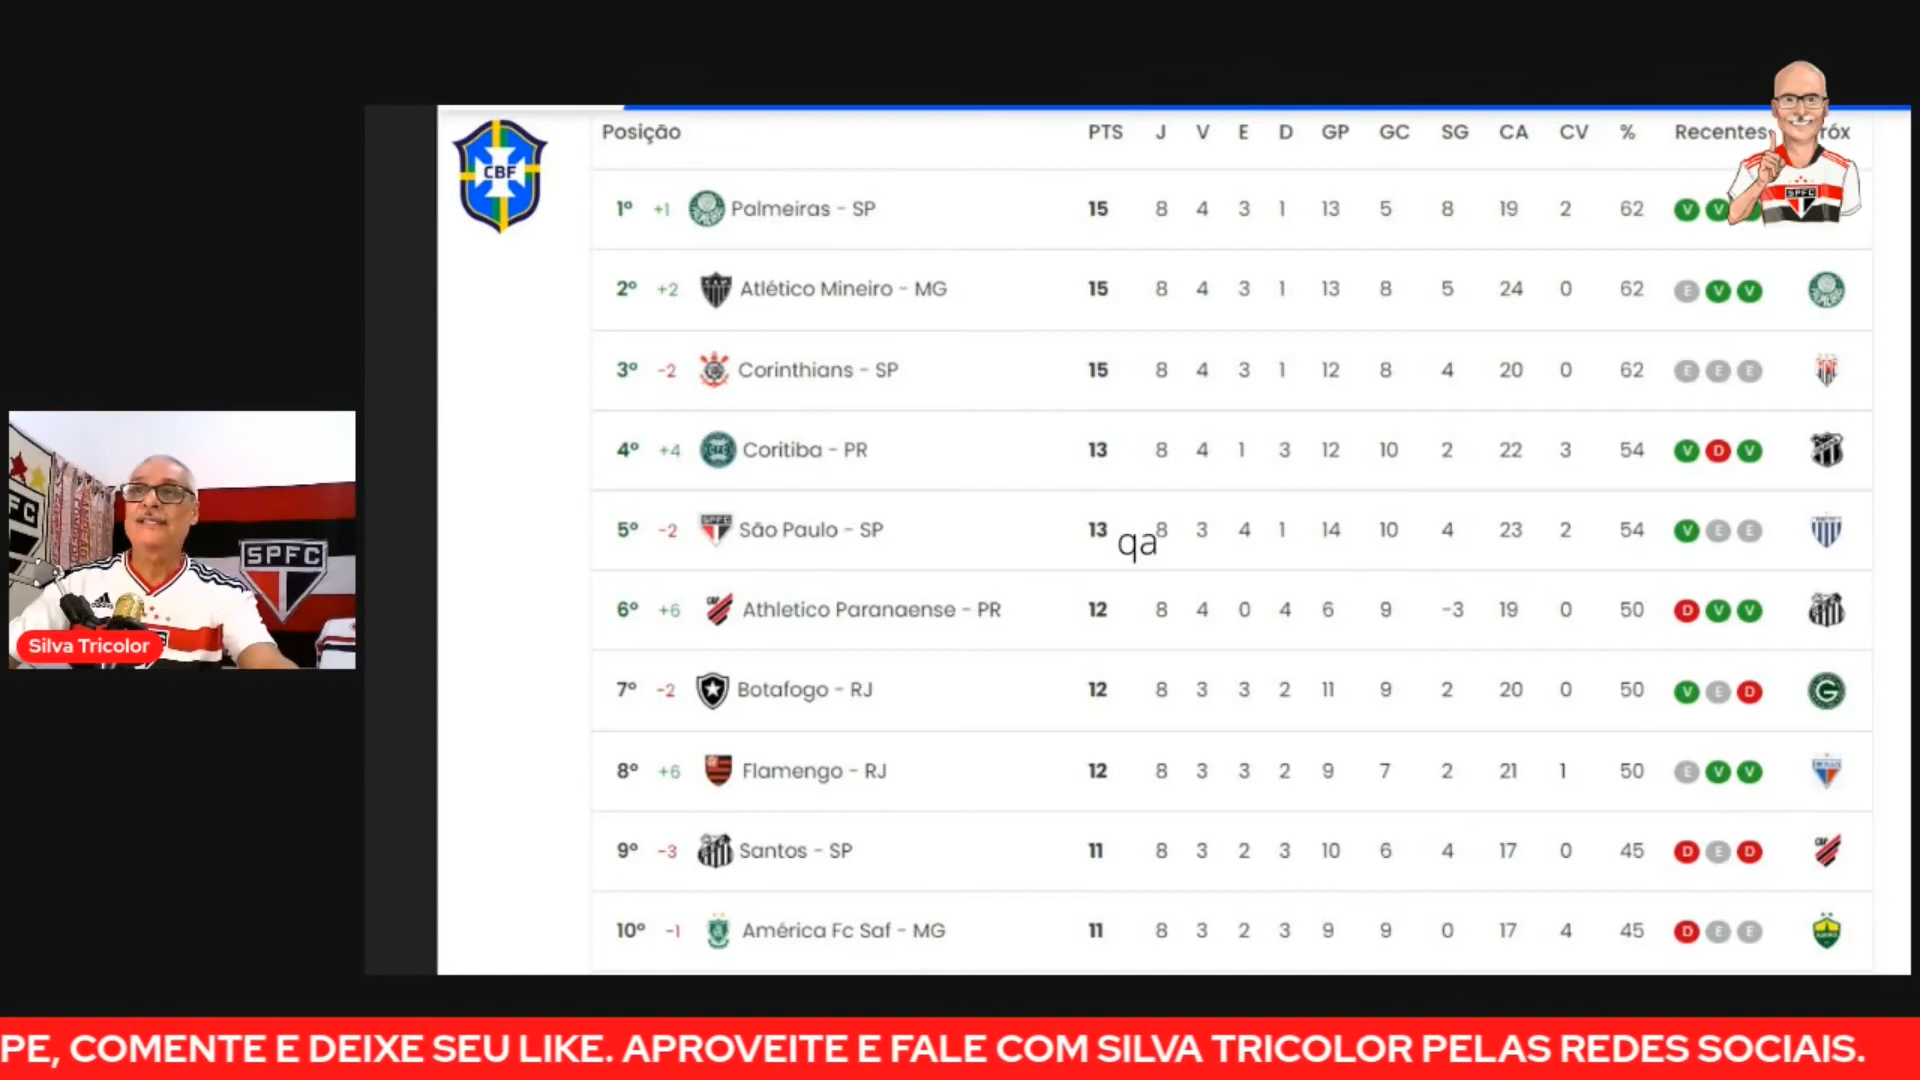 CBF
Posição PTS J V E D GP GC SG CA CV % Recentes róx
1º +1 Palmeiras - SP 15 8 4 3 1 13 5 8 19 2 62 V V
2º +2 Atlético Mineiro - MG 15 8 4 3 1 13 8 5 24 0 62 E V V
3º -2 Corinthians - SP 15 8 4 3 1 12 8 4 20 0 62 E E E
4º +4 Coritiba - PR 13 8 4 1 3 12 10 2 22 3 54 V D V
5º -2 São Paulo - SP 13 8 3 4 1 14 10 4 23 2 54 V E E
qa
6º +6 Athletico Paranaense - PR 12 8 4 0 4 6 9 -3 19 0 50 D V V
7º -2 Botafogo - RJ 12 8 3 3 2 11 9 2 20 0 50 V E D
8º +6 Flamengo - RJ 12 8 3 3 2 9 7 2 21 1 50 E V V
9º -3 Santos - SP 11 8 3 2 3 10 6 4 17 0 45 D E D
10º -1 América Fc Saf - MG 11 8 3 2 3 9 9 0 17 4 45 D E E
SPFC
SPFC
FC
Silva Tricolor
PE, COMENTE E DEIXE SEU LIKE. APROVEITE E FALE COM SILVA TRICOLOR PELAS REDES SOCIAIS.